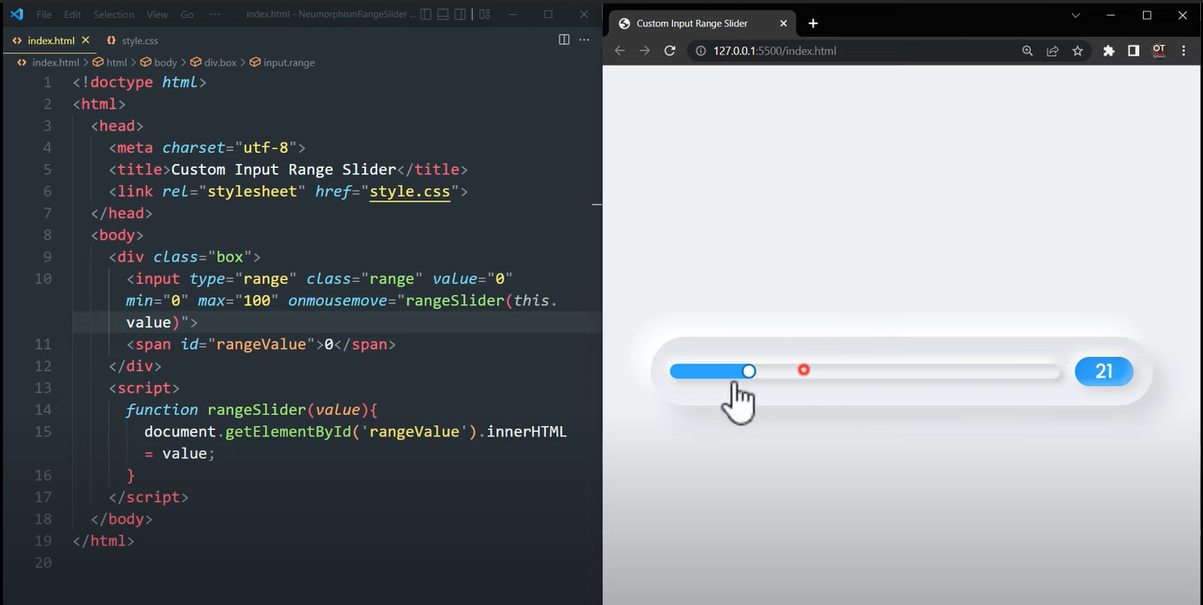 File Edit Selection View Go ··· index.html - NeumorphismRangeSlider ...
index.html style.css
index.html > html > body > div.box > input.range
1 <!doctype html>
2 <html>
3 <head>
4 <meta charset="utf-8">
5 <title>Custom Input Range Slider</title>
6 <link rel="stylesheet" href="style.css">
7 </head>
8 <body>
9 <div class="box">
10 <input type="range" class="range" value="0"
min="0" max="100" onmousemove="rangeSlider(this.
value)">
11 <span id="rangeValue">0</span>
12 </div>
13 <script>
14 function rangeSlider(value){
15 document.getElementById('rangeValue').innerHTML
= value;
16 }
17 </script>
18 </body>
19 </html>
20
Custom Input Range Slider
127.0.0.1:5500/index.html
OT
21